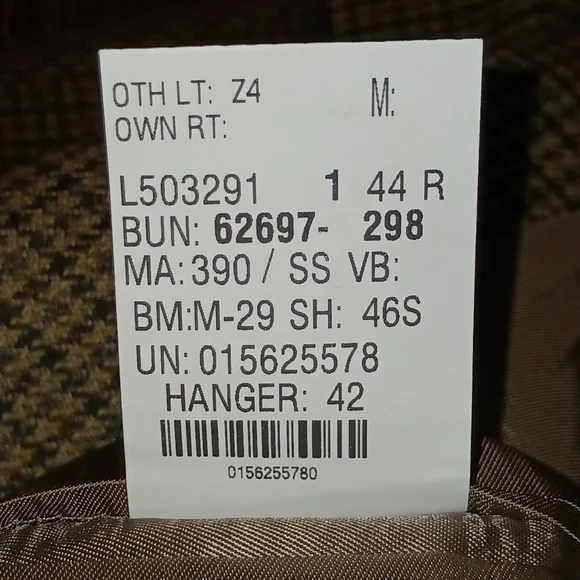 OTH LT: Z4 M:
OWN RT:
L503291 1 44 R
BUN: 62697- 298
MA: 390 / SS VB:
BM:M-29 SH: 46S
UN: 015625578
HANGER: 42
0156255780